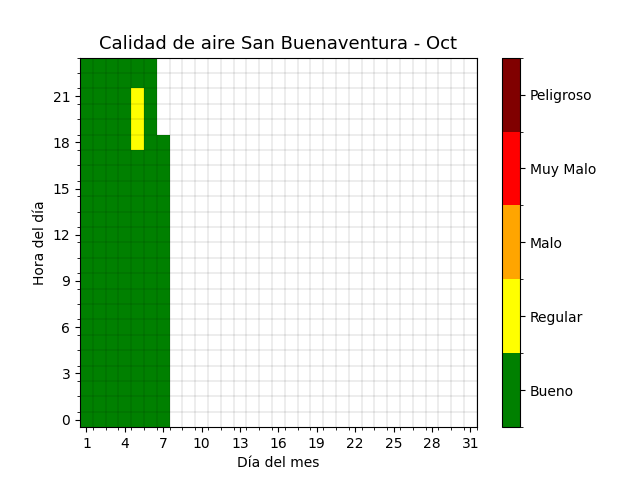 Calidad de aire San Buenaventura - Oct
Hora del día
21
18
15
12
9
6
3
0
1 4 7 10 13 16 19 22 25 28 31
Día del mes
Peligroso
Muy Malo
Malo
Regular
Bueno